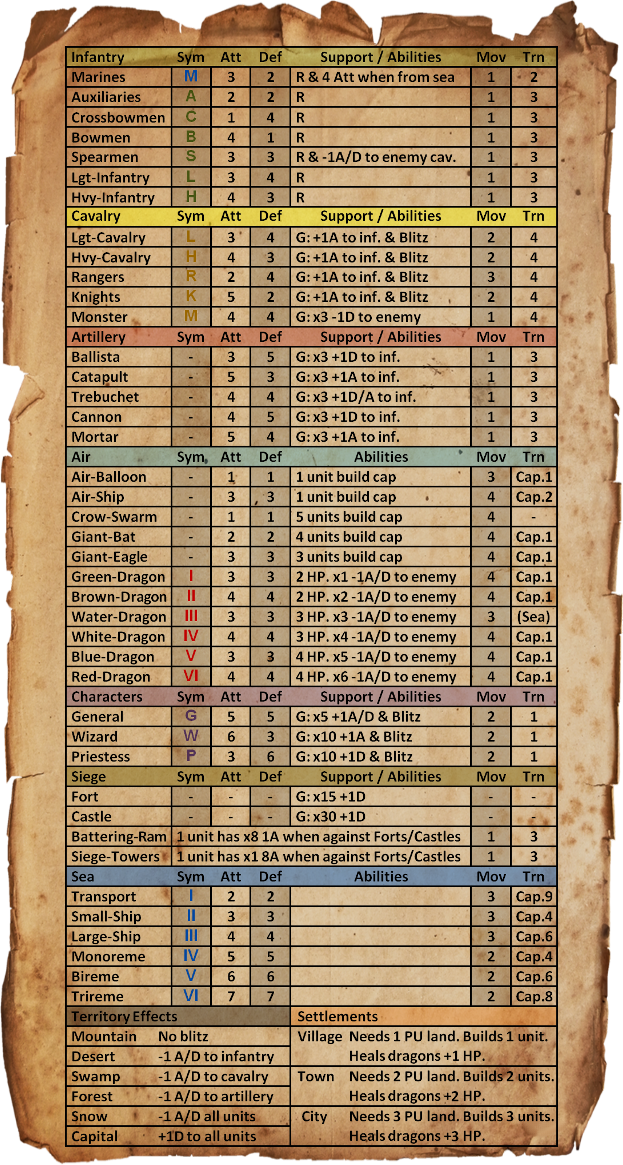 Infantry Sym Att Def Support / Abilities Mov Trn
Marines M 3 2 R & 4 Att when from sea 1 2
Auxiliaries A 2 2 R 1 3
Crossbowmen C 1 4 R 1 3
Bowmen B 4 1 R 1 3
Spearmen S 3 3 R & -1A/D to enemy cav. 1 3
Lgt-Infantry L 3 4 R 1 3
Hvy-Infantry H 4 3 R 1 3
Cavalry Sym Att Def Support / Abilities Mov Trn
Lgt-Cavalry L 3 4 G: +1A to inf. & Blitz 2 4
Hvy-Cavalry H 4 3 G: +1A to inf. & Blitz 2 4
Rangers R 2 4 G: +1A to inf. & Blitz 3 4
Knights K 5 2 G: +1A to inf. & Blitz 2 4
Monster M 4 4 G: x3 -1D to enemy 1 4
Artillery Sym Att Def Support / Abilities Mov Trn
Ballista - 3 5 G: x3 +1D to inf. 1 3
Catapult - 5 3 G: x3 +1A to inf. 1 3
Trebuchet - 4 4 G: x3 +1D/A to inf. 1 3
Cannon - 4 5 G: x3 +1D to inf. 1 3
Mortar - 5 4 G: x3 +1A to inf. 1 3
Air Sym Att Def Abilities Mov Trn
Air-Balloon - 1 1 1 unit build cap 3 Cap.1
Air-Ship - 3 3 1 unit build cap 4 Cap.2
Crow-Swarm - 1 1 5 units build cap 4 -
Giant-Bat - 2 2 4 units build cap 4 Cap.1
Giant-Eagle - 3 3 3 units build cap 4 Cap.1
Green-Dragon I 3 3 2 HP. x1 -1A/D to enemy 4 Cap.1
Brown-Dragon II 4 4 2 HP. x2 -1A/D to enemy 4 Cap.1
Water-Dragon III 3 3 3 HP. x3 -1A/D to enemy 3 (Sea)
White-Dragon IV 4 4 3 HP. x4 -1A/D to enemy 4 Cap.1
Blue-Dragon V 3 3 4 HP. x5 -1A/D to enemy 4 Cap.1
Red-Dragon VI 4 4 4 HP. x6 -1A/D to enemy 4 Cap.1
Characters Sym Att Def Support / Abilities Mov Trn
General G 5 5 G: x5 +1A/D & Blitz 2 1
Wizard W 6 3 G: x10 +1A & Blitz 2 1
Priestess P 3 6 G: x10 +1D & Blitz 2 1
Siege Sym Att Def Support / Abilities Mov Trn
Fort - - - G: x15 +1D - -
Castle - - - G: x30 +1D - -
Battering-Ram 1 unit has x8 1A when against Forts/Castles 1 3
Siege-Towers 1 unit has x1 8A when against Forts/Castles 1 3
Sea Sym Att Def Abilities Mov Trn
Transport I 2 2 3 Cap.9
Small-Ship II 3 3 3 Cap.4
Large-Ship III 4 4 3 Cap.6
Monoreme IV 5 5 2 Cap.4
Bireme V 6 6 2 Cap.6
Trireme VI 7 7 2 Cap.8
Territory Effects Settlements
Mountain No blitz Village Needs 1 PU land. Builds 1 unit.
Desert -1 A/D to infantry Heals dragons +1 HP.
Swamp -1 A/D to cavalry Town Needs 2 PU land. Builds 2 units.
Forest -1 A/D to artillery Heals dragons +2 HP.
Snow -1 A/D all units City Needs 3 PU land. Builds 3 units.
Capital +1D to all units Heals dragons +3 HP.